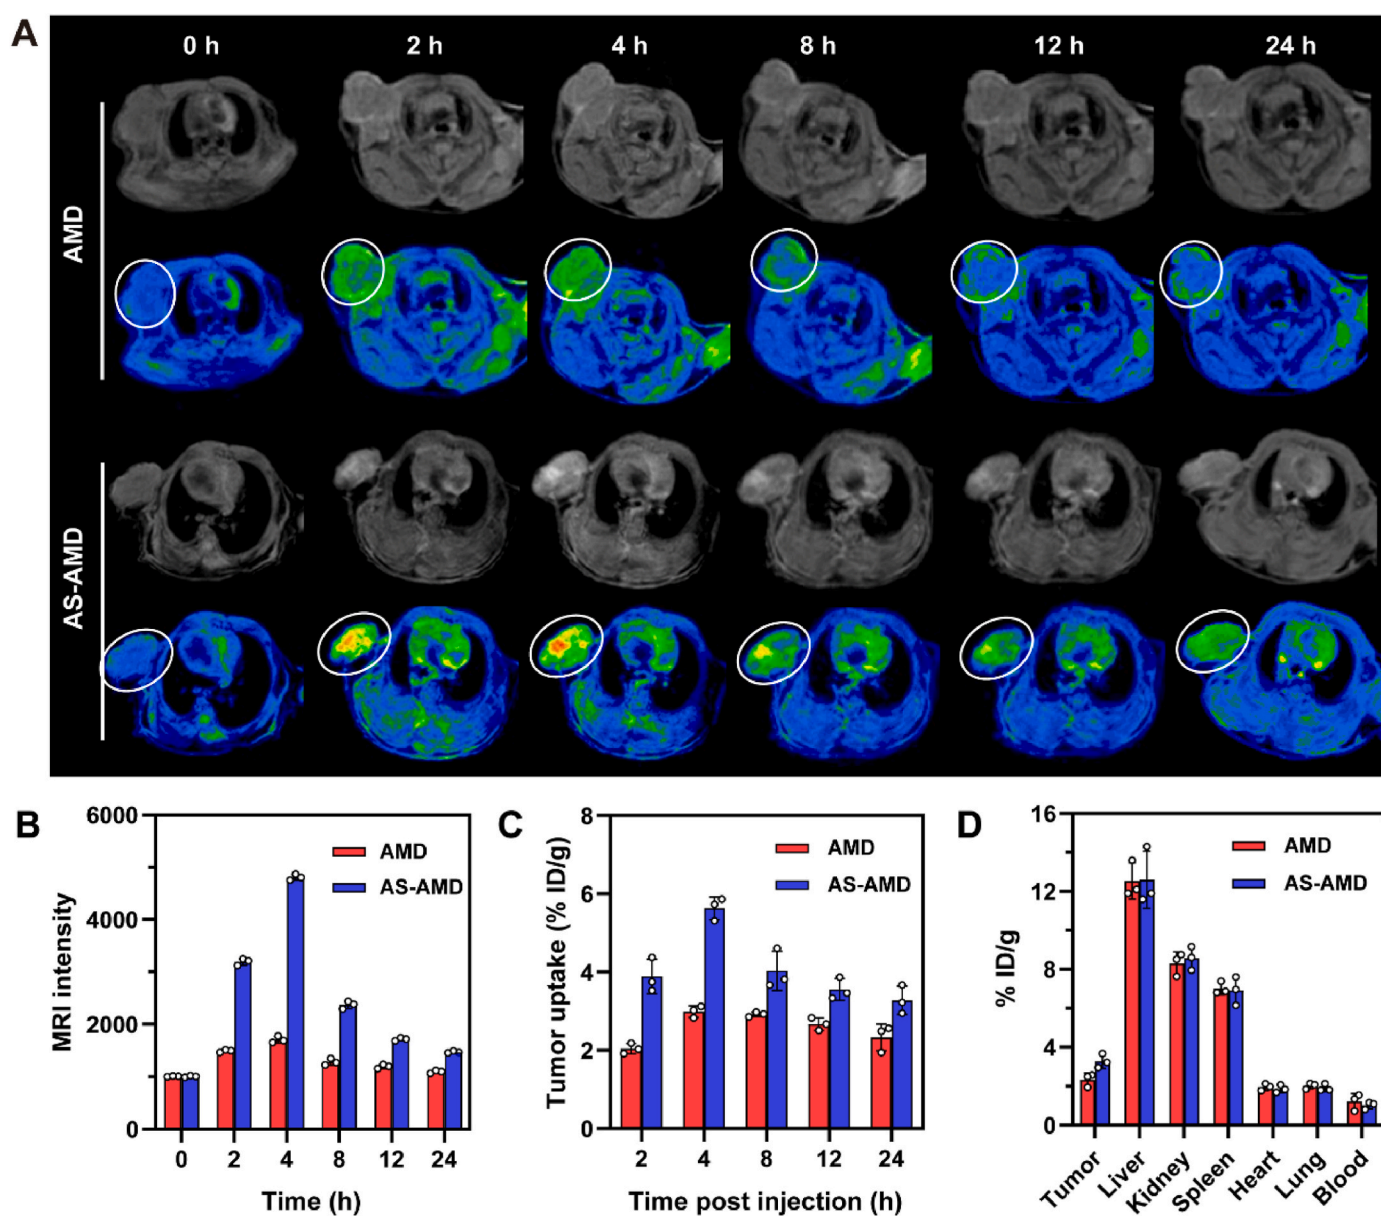 A
0 h 2 h 4 h 8 h 12 h 24 h
AMD
AS-AMD
B
6000
4000
2000
0
MRI intensity
AMD
AS-AMD
0 2 4 8 12 24
Time (h)
C
8
6
4
2
0
Tumor uptake (% ID/g)
AMD
AS-AMD
2 4 8 12 24
Time post injection (h)
D
16
12
8
4
0
% ID/g
AMD
AS-AMD
Tumor Liver Kidney Spleen Heart Lung Blood